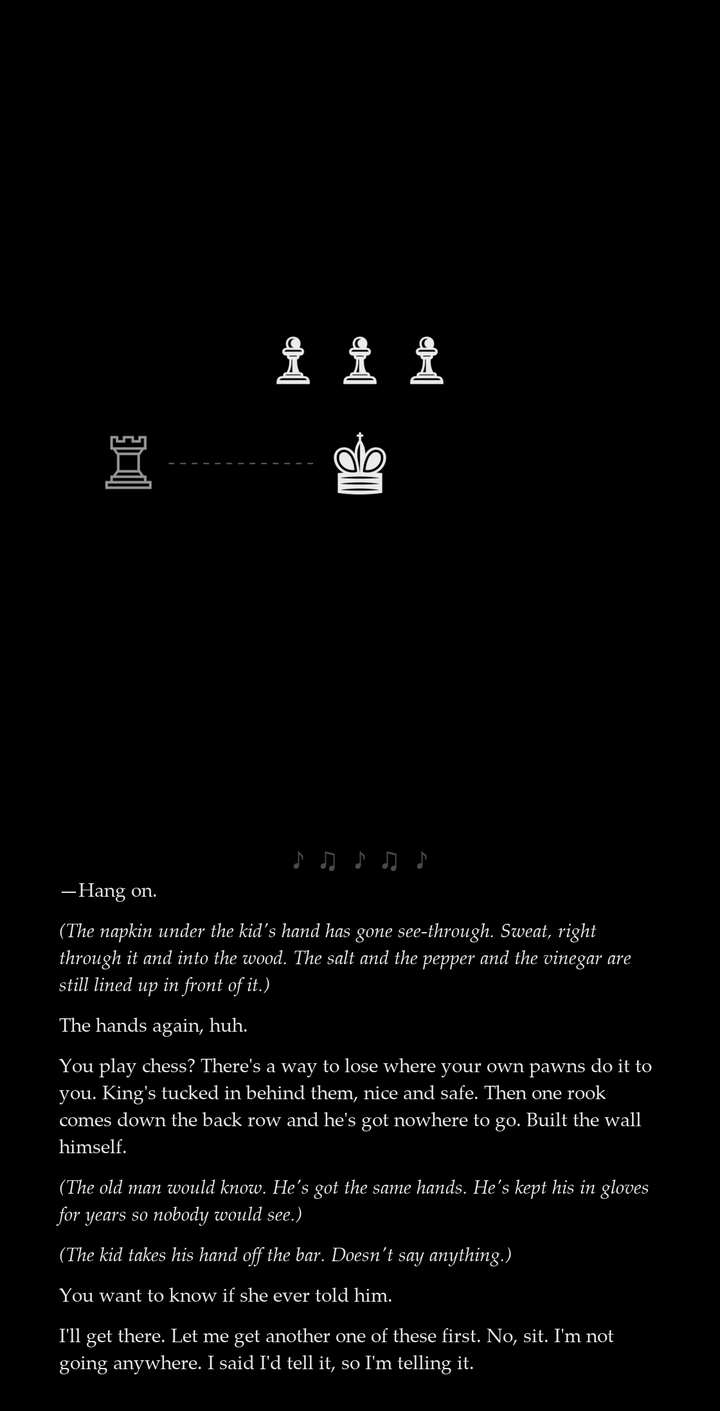 —Hang on.
(The napkin under the kid's hand has gone see-through. Sweat, right
through it and into the wood. The salt and the pepper and the vinegar are
still lined up in front of it.)
The hands again, huh.
You play chess? There's a way to lose where your own pawns do it to
you. King's tucked in behind them, nice and safe. Then one rook
comes down the back row and he's got nowhere to go. Built the wall
himself.
(The old man would know. He's got the same hands. He's kept his in gloves
for years so nobody would see.)
(The kid takes his hand off the bar. Doesn't say anything.)
You want to know if she ever told him.
I'll get there. Let me get another one of these first. No, sit. I'm not
going anywhere. I said I'd tell it, so I'm telling it.